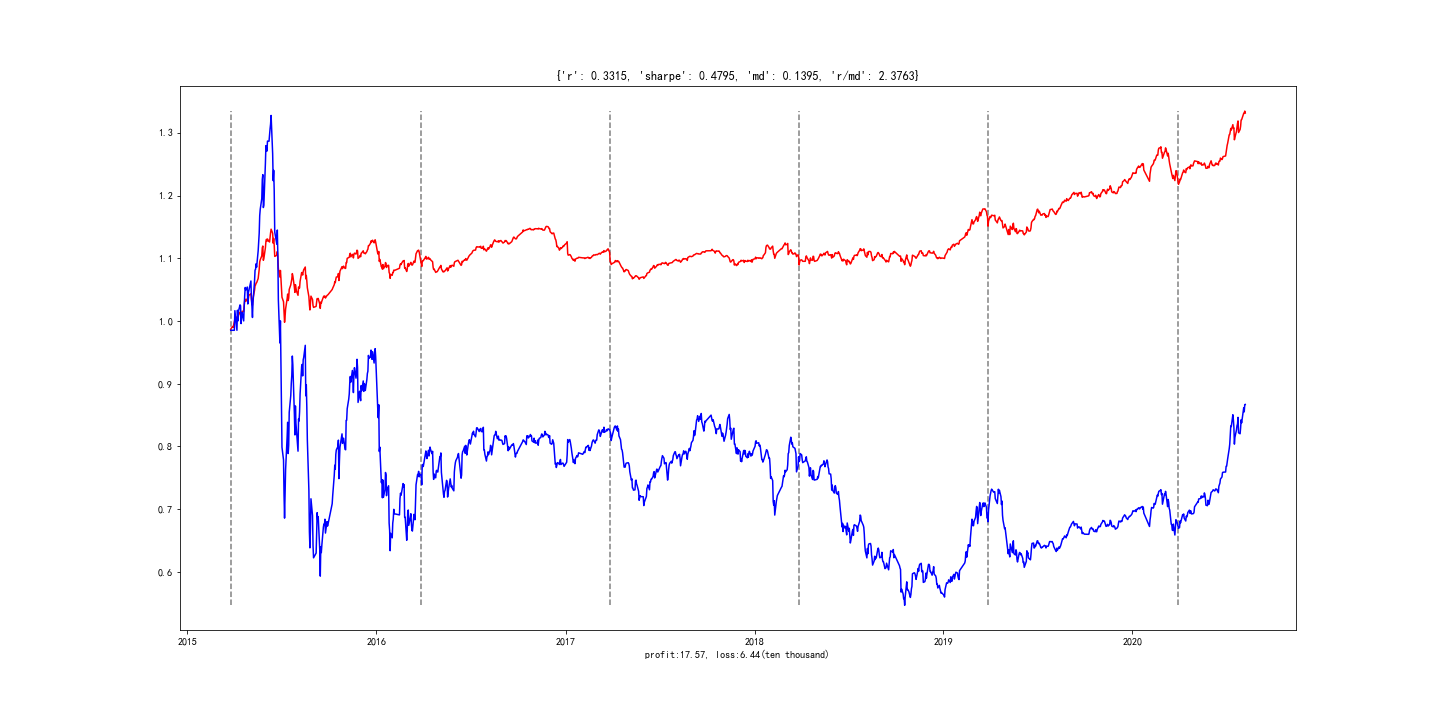 {'r': 0.3315, 'sharpe': 0.4795, 'md': 0.1395, 'r/md': 2.3763}
1.3
1.2
1.1
1.0
0.9
0.8
0.7
0.6
2015 2016 2017 2018 2019 2020
profit:17.57, loss:6.44(ten thousand)